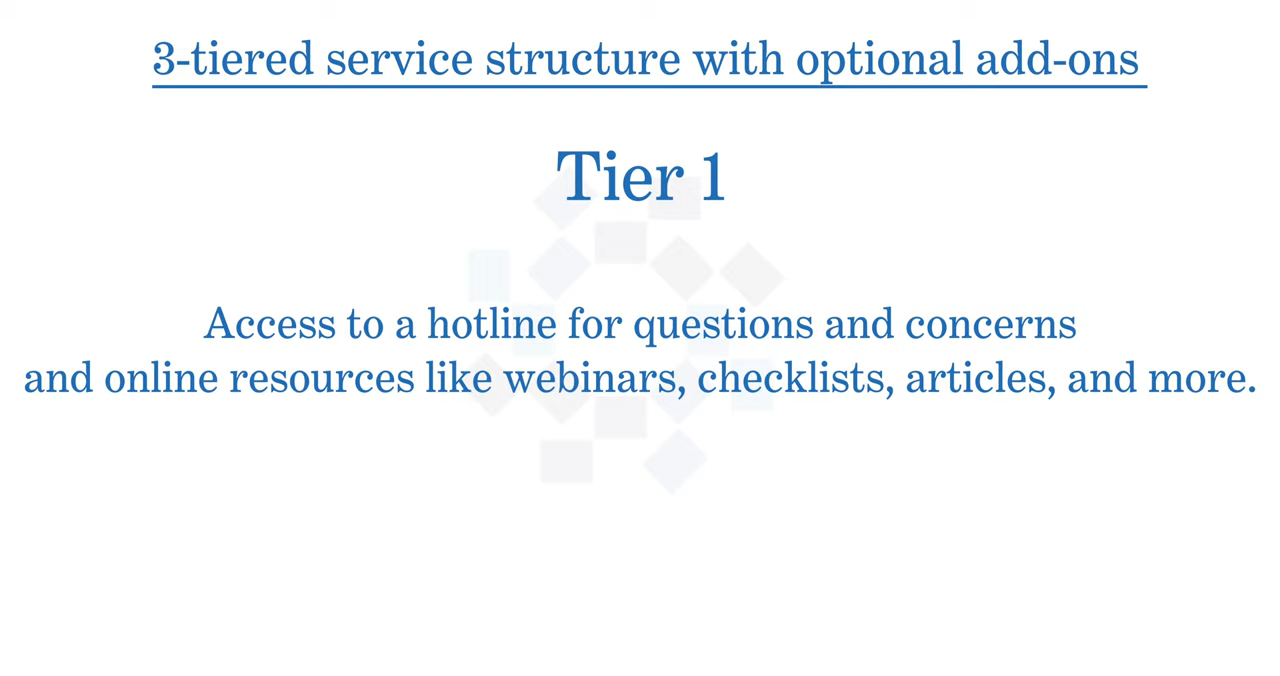 3-tiered service structure with optional add-ons
Tier 1
Access to a hotline for questions and concerns
and online resources like webinars, checklists, articles, and more.